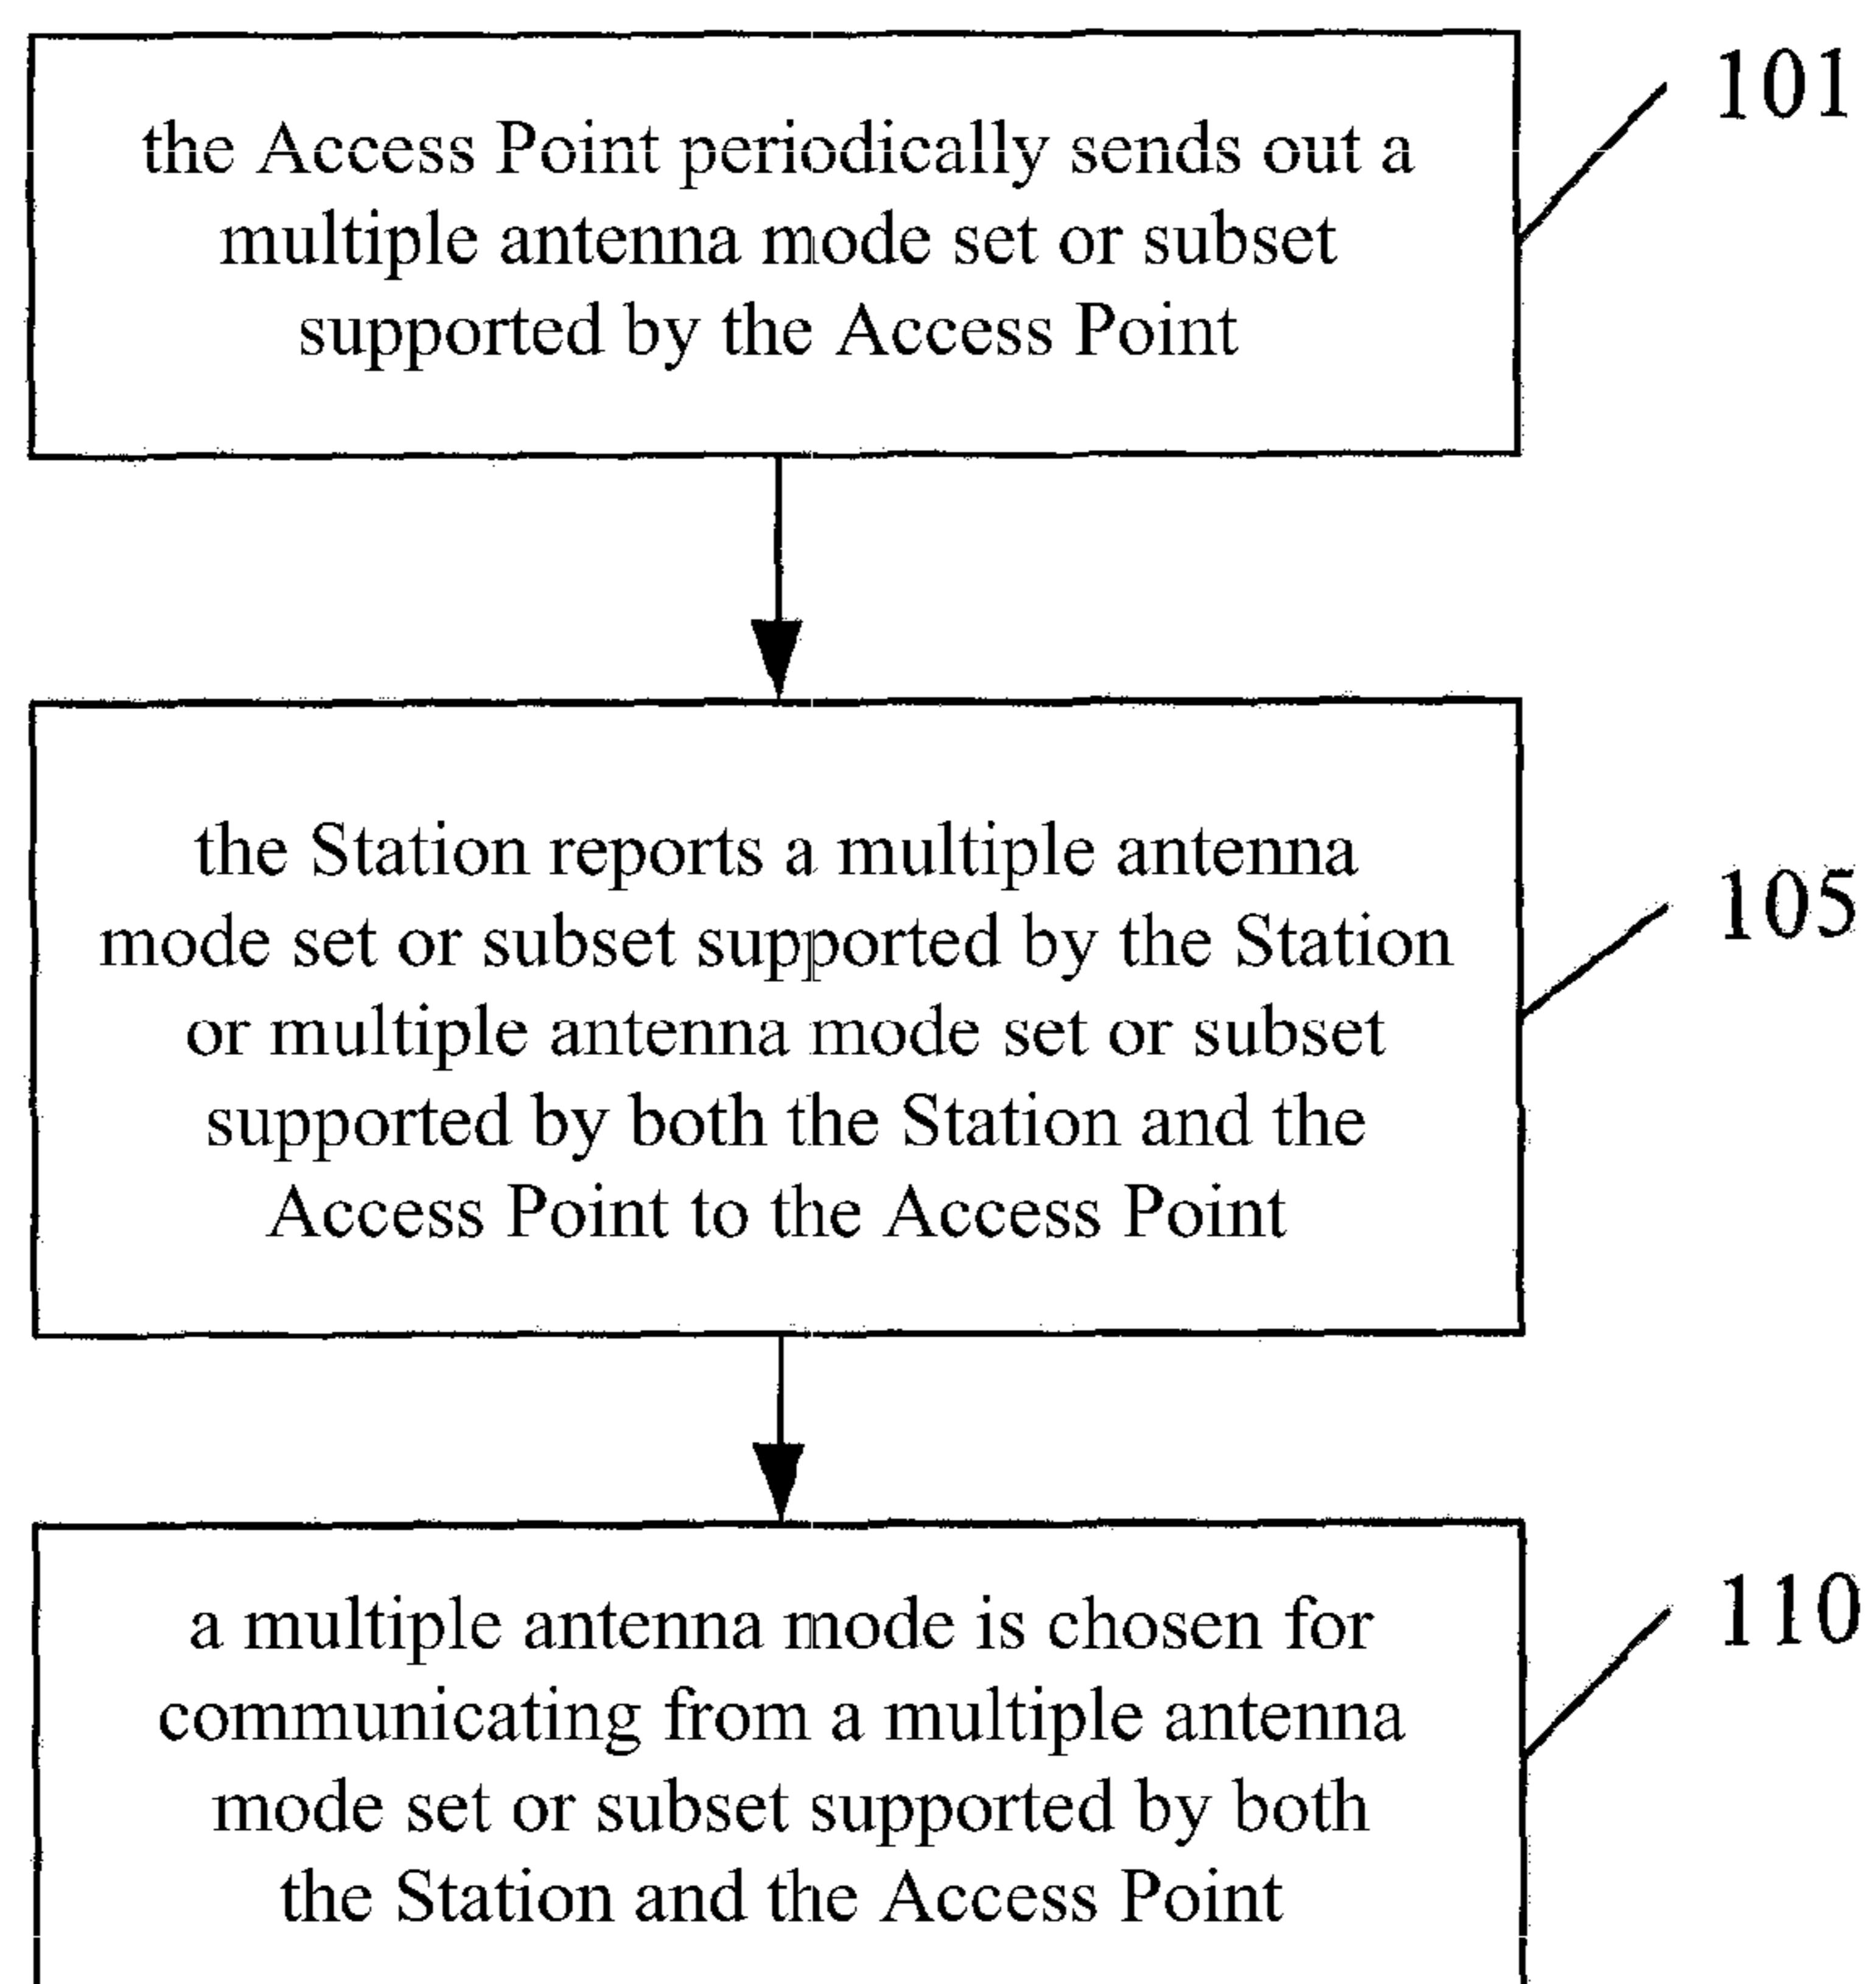 the Access Point periodically sends out a
multiple antenna mode set or subset
supported by the Access Point
101
the Station reports a multiple antenna
mode set or subset supported by the Station
or multiple antenna mode set or subset
supported by both the Station and the
Access Point to the Access Point
105
a multiple antenna mode is chosen for
communicating from a multiple antenna
mode set or subset supported by both
the Station and the Access Point
110